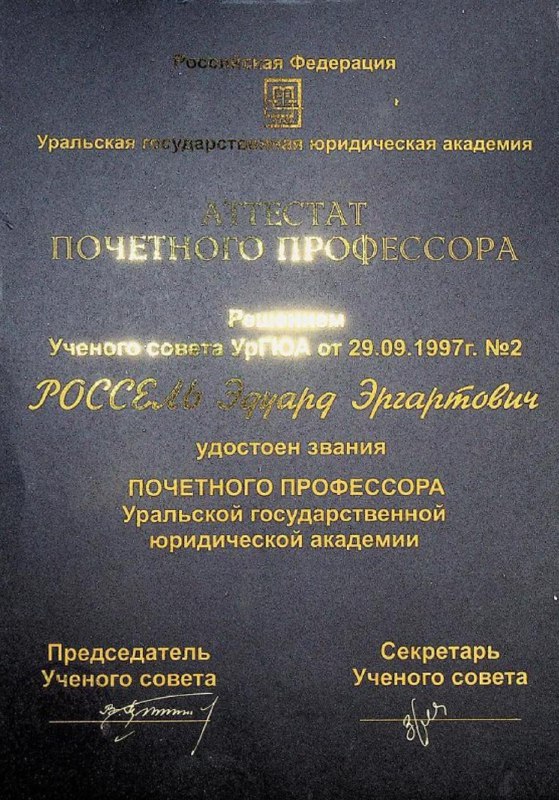 Российская Федерация
Уральская государственная юридическая академия
АТТЕСТАТ
ПОЧЕТНОГО ПРОФЕССОРА
Решением
Ученого совета УрГЮА от 29.09.1997г. №2
РОССЕЛЬ Эдуард Эргартович
удостоен звания
ПОЧЕТНОГО ПРОФЕССОРА
Уральской государственной
юридической академии
Председатель
Ученого совета
Секретарь
Ученого совета